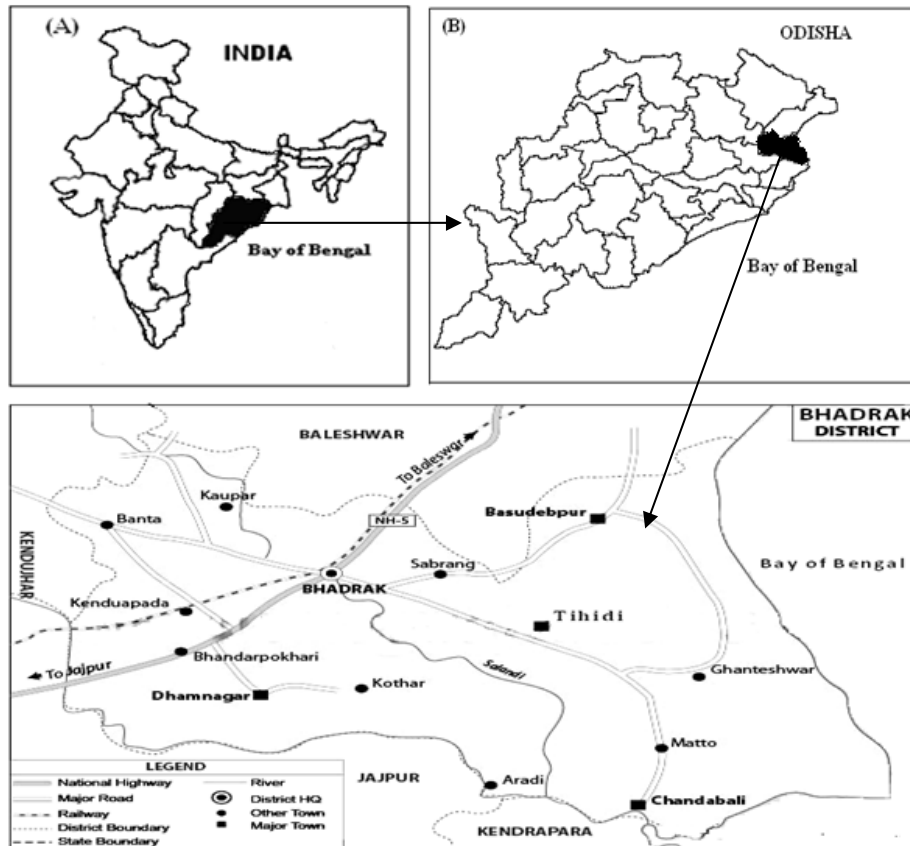 (A)
INDIA
Bay of Bengal
(B)
ODISHA
Bay of Bengal
BHADRAK
DISTRICT
BALESHWAR
To Baleswar
Kaupar
Banta
NH-5
Basudebpur
KENDUJHAR
Sabrang
Bay of Bengal
BHADRAK
Kenduapada
Tihidi
Bhandarpokhari
To Jajpur
Salandi
Ghanteshwar
Kothar
Dhamnagar
Matto
LEGEND
National Highway
River
Major Road
District HQ
Railway
Other Town
District Boundary
Major Town
State Boundary
JAJPUR
Aradi
Chandabali
KENDRAPARA